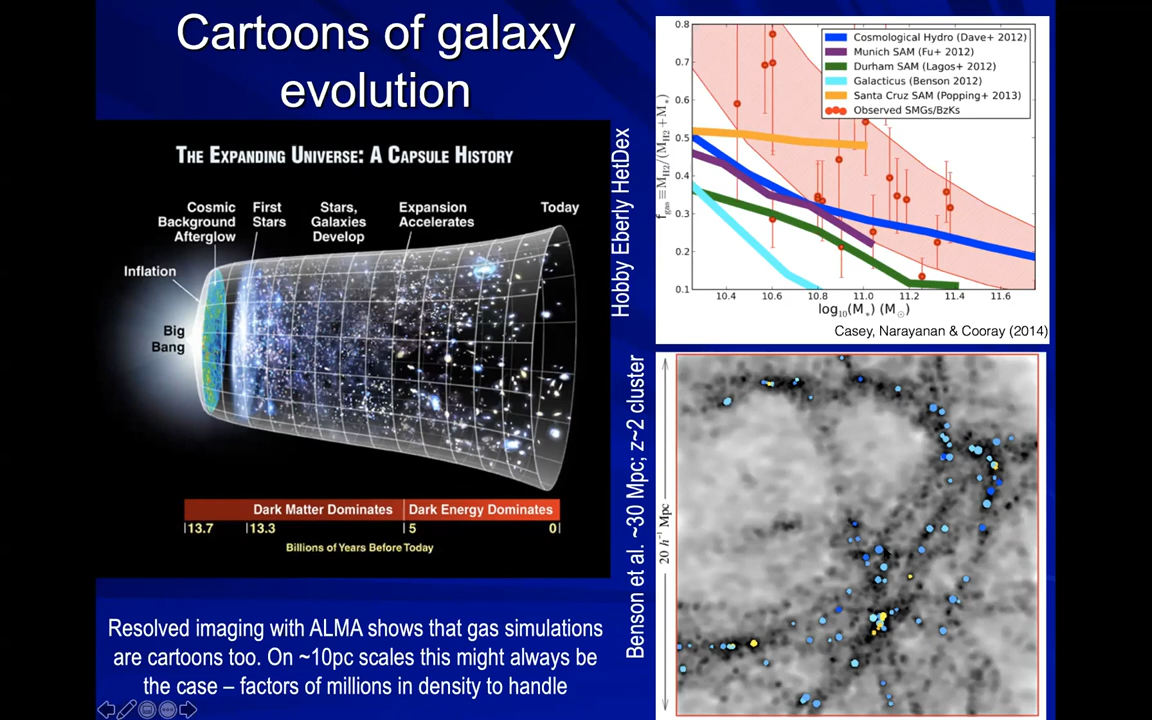 Cartoons of galaxy
evolution
THE EXPANDING UNIVERSE: A CAPSULE HISTORY
Cosmic
Background
Afterglow
First
Stars
Stars,
Galaxies
Develop
Expansion
Accelerates
Today
Inflation
Big
Bang
Dark Matter Dominates
Dark Energy Dominates
13.7
13.3
5
0
Billions of Years Before Today
Resolved imaging with ALMA shows that gas simulations
are cartoons too. On ~10pc scales this might always be
the case – factors of millions in density to handle
Hobby Eberly HetDex
0.8
0.7
0.6
0.5
0.4
0.3
0.2
0.1
f_gas ≡ M_H2/(M_H2 + M_*)
Cosmological Hydro (Dave+ 2012)
Munich SAM (Fu+ 2012)
Durham SAM (Lagos+ 2012)
Galacticus (Benson 2012)
Santa Cruz SAM (Popping+ 2013)
Observed SMGs/BzKs
10.4 10.6 10.8 11.0 11.2 11.4 11.6
log10(M_*) (M_⊙)
Casey, Narayanan & Cooray (2014)
Benson et al. ~30 Mpc; z~2 cluster
20 h⁻¹ Mpc